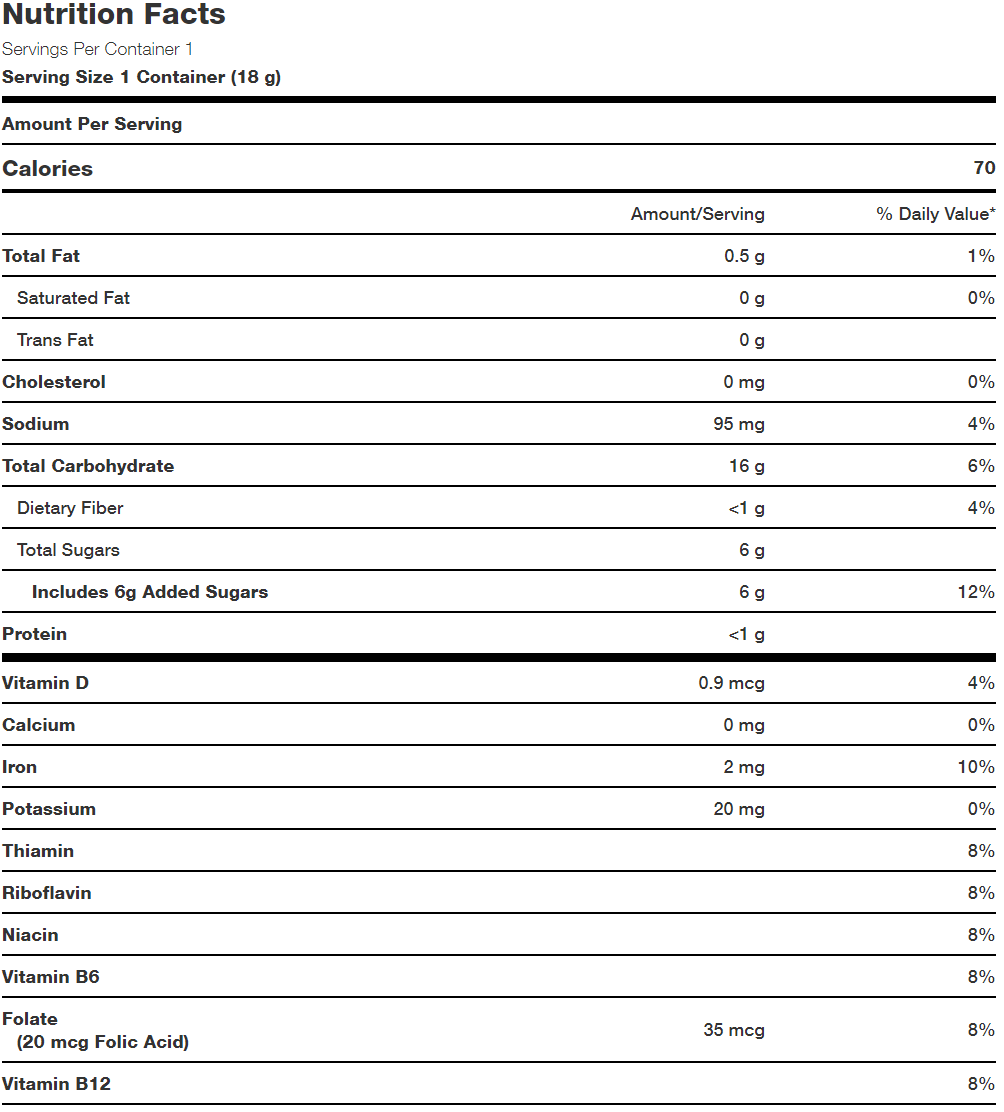 Nutrition Facts
Servings Per Container 1
Serving Size 1 Container (18 g)
Amount Per Serving
Calories 70
Amount/Serving % Daily Value*
Total Fat 0.5 g 1%
Saturated Fat 0 g 0%
Trans Fat 0 g
Cholesterol 0 mg 0%
Sodium 95 mg 4%
Total Carbohydrate 16 g 6%
Dietary Fiber <1 g 4%
Total Sugars 6 g
Includes 6g Added Sugars 6 g 12%
Protein <1 g
Vitamin D 0.9 mcg 4%
Calcium 0 mg 0%
Iron 2 mg 10%
Potassium 20 mg 0%
Thiamin 8%
Riboflavin 8%
Niacin 8%
Vitamin B6 8%
Folate
(20 mcg Folic Acid) 35 mcg 8%
Vitamin B12 8%